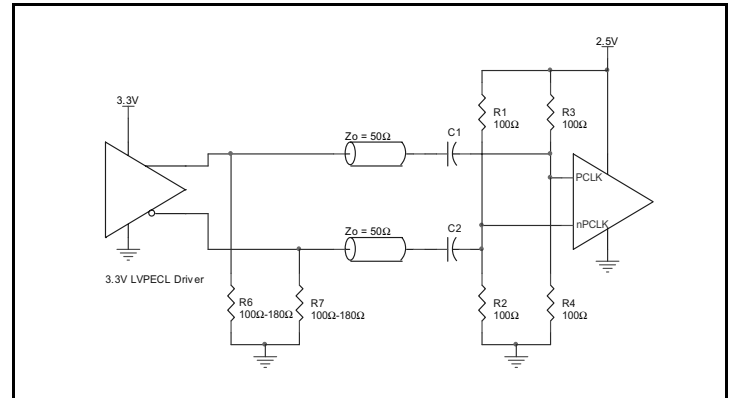 2.5V
3.3V
R1
100Ω
R3
100Ω
Zo = 50Ω
C1
PCLK
nPCLK
Zo = 50Ω
C2
3.3V LVPECL Driver
R6
100Ω-180Ω
R7
100Ω-180Ω
R2
100Ω
R4
100Ω